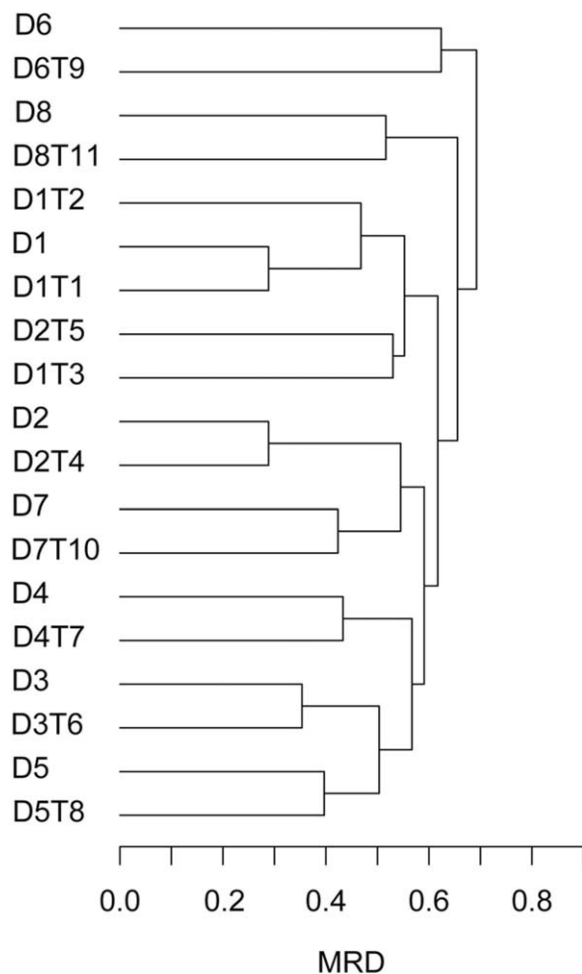 D6
D6T9
D8
D8T11
D1T2
D1
D1T1
D2T5
D1T3
D2
D2T4
D7
D7T10
D4
D4T7
D3
D3T6
D5
D5T8
0.0 0.2 0.4 0.6 0.8
MRD